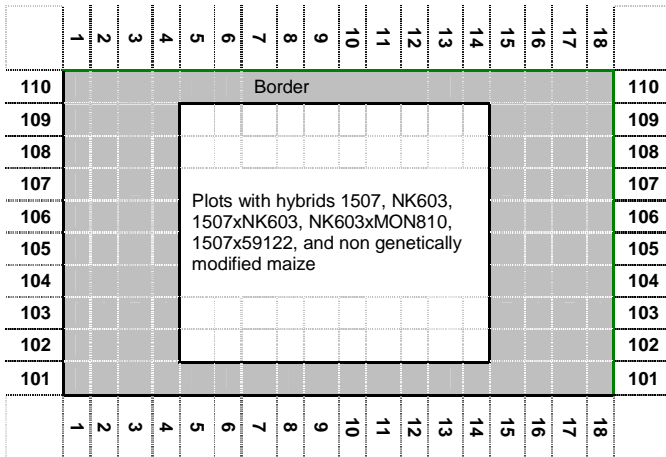 1 2 3 4 5 6 7 8 9 10 11 12 13 14 15 16 17 18
110 Border 110
109 109
108 108
107 107
Plots with hybrids 1507, NK603,
106 106
1507xNK603, NK603xMON810,
105 105
1507x59122, and non genetically
modified maize
104 104
103 103
102 102
101 101
1 2 3 4 5 6 7 8 9 10 11 12 13 14 15 16 17 18